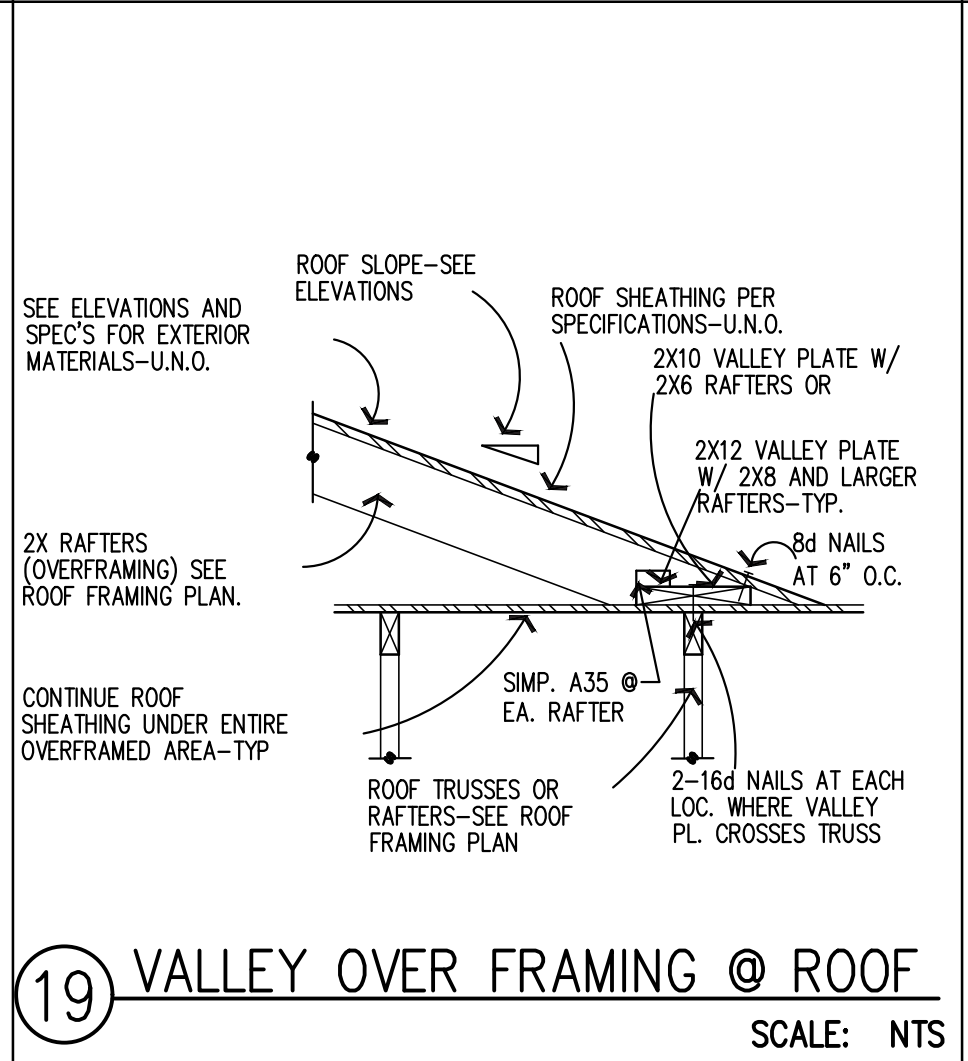 ROOF SLOPE-SEE
ELEVATIONS
SEE ELEVATIONS AND
SPEC'S FOR EXTERIOR
MATERIALS-U.N.O.
ROOF SHEATHING PER
SPECIFICATIONS-U.N.O.
2X10 VALLEY PLATE W/
2X6 RAFTERS OR
2X12 VALLEY PLATE
W/ 2X8 AND LARGER
RAFTERS-TYP.
8d NAILS
AT 6" O.C.
2X RAFTERS
(OVERFRAMING) SEE
ROOF FRAMING PLAN.
CONTINUE ROOF
SHEATHING UNDER ENTIRE
OVERFRAMED AREA-TYP
SIMP. A35 @
EA. RAFTER
ROOF TRUSSES OR
RAFTERS-SEE ROOF
FRAMING PLAN
2-16d NAILS AT EACH
LOC. WHERE VALLEY
PL. CROSSES TRUSS
19 VALLEY OVER FRAMING @ ROOF
SCALE: NTS